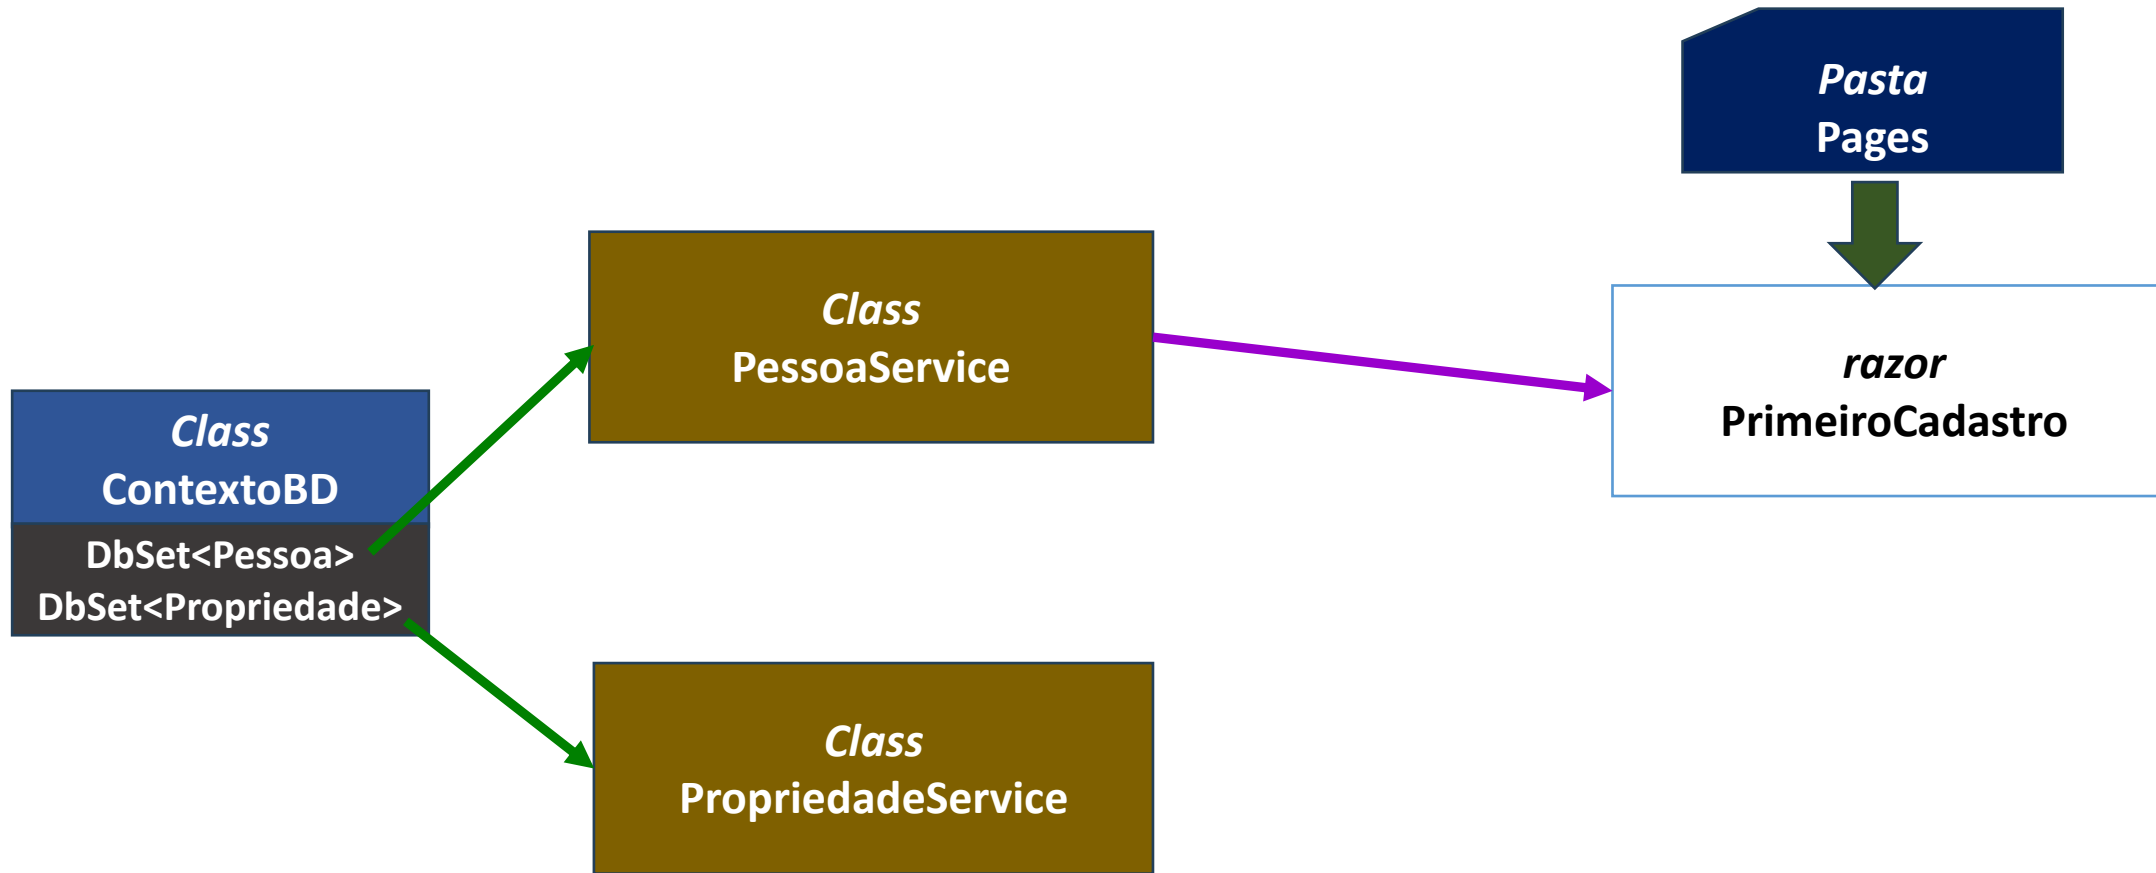 Pasta
Pages
Class
PessoaService
razor
PrimeiroCadastro
Class
ContextoBD
DbSet<Pessoa>
DbSet<Propriedade>
Class
PropriedadeService